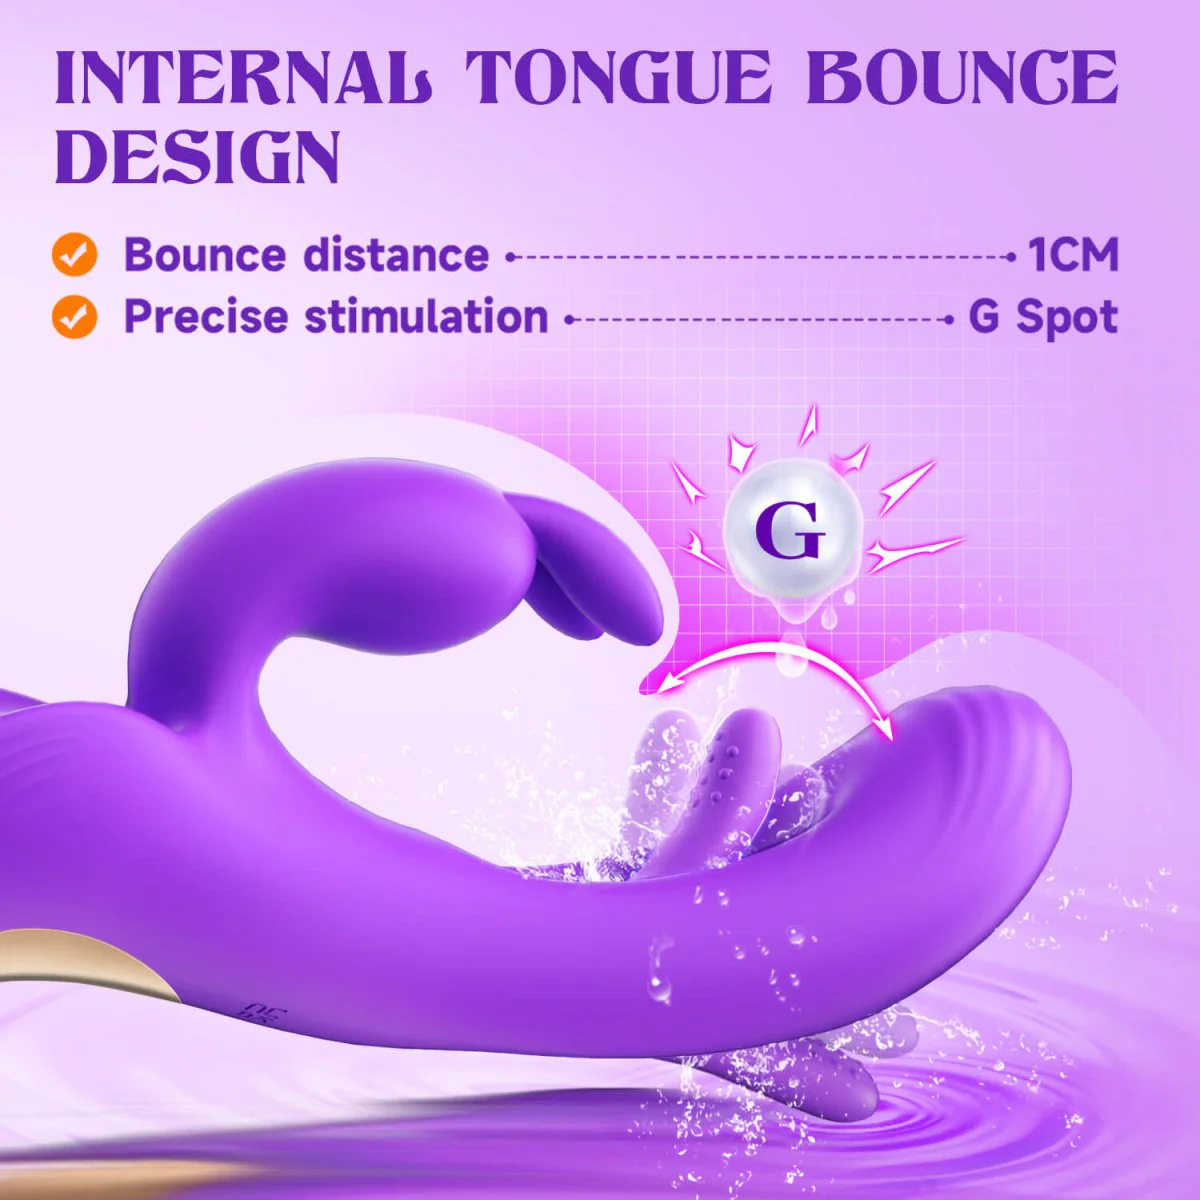 INTERNAL TONGUE BOUNCE
DESIGN
Bounce distance 1CM
Precise stimulation G Spot
G